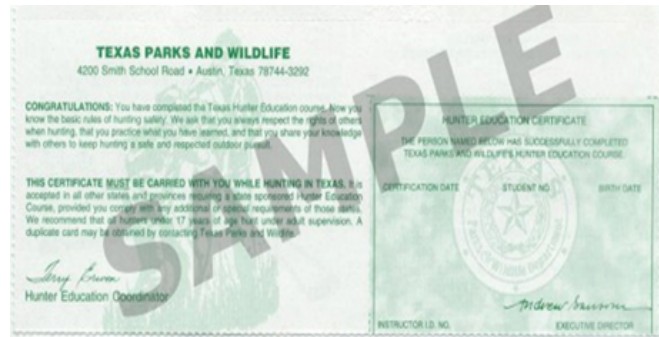 TEXAS PARKS AND WILDLIFE
4200 Smith School Road • Austin, Texas 78744-3292
CONGRATULATIONS: You have completed the Texas Hunter Education course. Now you
know the basic rules of hunting safety. We ask that you always respect the rights of others
when hunting, that you practice what you have learned, and that you share your knowledge
with others to keep hunting a safe and respected outdoor pursuit.
THIS CERTIFICATE MUST BE CARRIED WITH YOU WHILE HUNTING IN TEXAS. It is
accepted in all other states and provinces requiring a state sponsored Hunter Education
Course, provided you comply with any additional or special requirements of those states.
We recommend that all hunters under 17 years of age hunt under adult supervision. A
duplicate card may be obtained by contacting Texas Parks and Wildlife.
Terry
Hunter Education Coordinator
SAMPLE
HUNTER EDUCATION CERTIFICATE
THE PERSON NAMED BELOW HAS SUCCESSFULLY COMPLETED
TEXAS PARKS AND WILDLIFE'S HUNTER EDUCATION COURSE.
CERTIFICATION DATE STUDENT NO. BIRTH DATE
Andrew Sansom
INSTRUCTOR I.D. NO. EXECUTIVE DIRECTOR